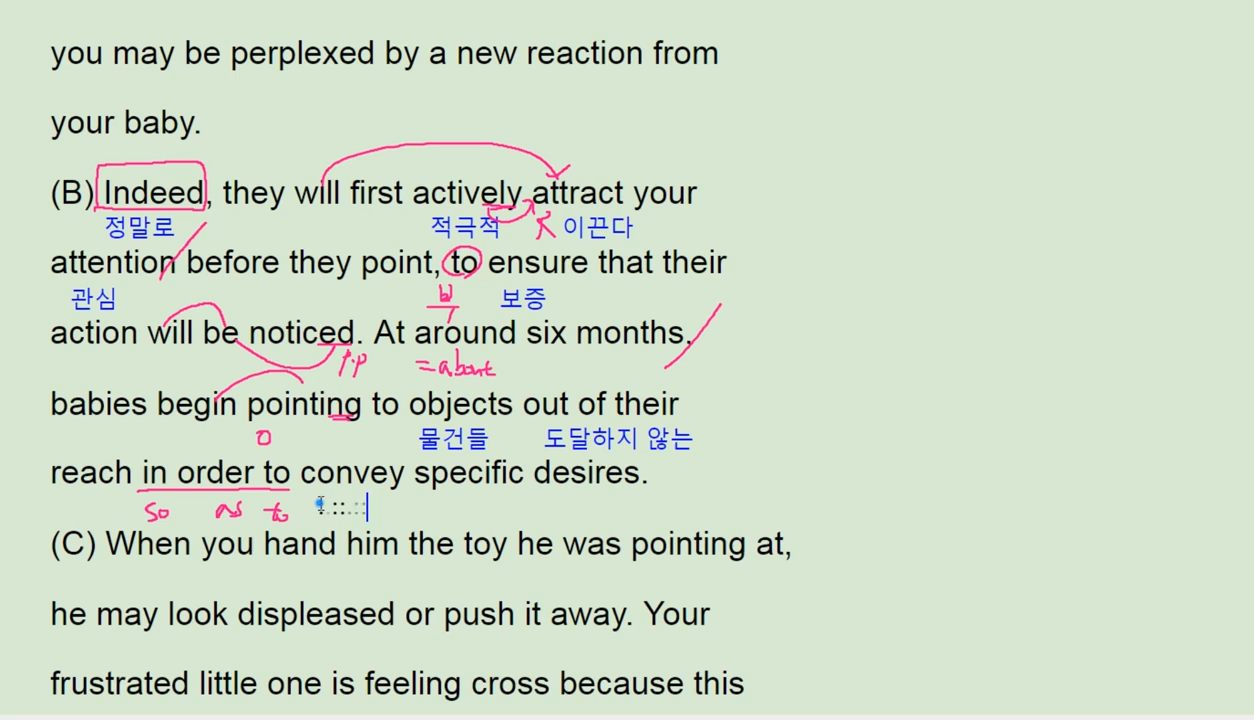 you may be perplexed by a new reaction from
your baby.
(B) Indeed, they will first actively attract your
정말로 적극적 R 이끈다
attention before they point, to ensure that their
관심 보증
action will be noticed. At around six months,
p.p = about
babies begin pointing to objects out of their
o 물건들 도달하지 않는
reach in order to convey specific desires.
so as to
(C) When you hand him the toy he was pointing at,
he may look displeased or push it away. Your
frustrated little one is feeling cross because this